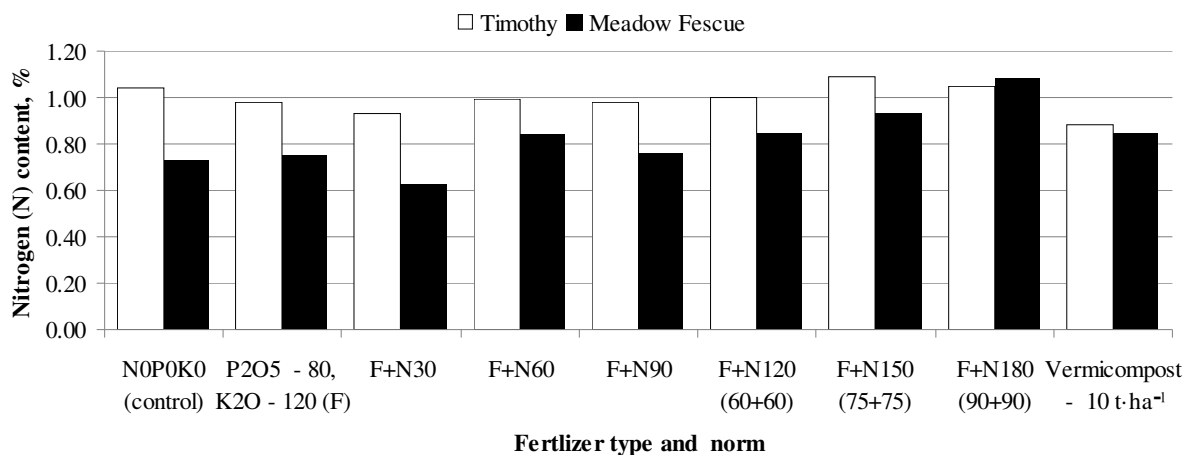 Timothy Meadow Fescue
Nitrogen (N) content, %
1.20
1.00
0.80
0.60
0.40
0.20
0.00
N0P0K0 (control)
P2O5 - 80, K2O - 120 (F)
F+N30
F+N60
F+N90
F+N120 (60+60)
F+N150 (75+75)
F+N180 (90+90)
Vermicompost - 10 t·ha⁻¹
Fertlizer type and norm